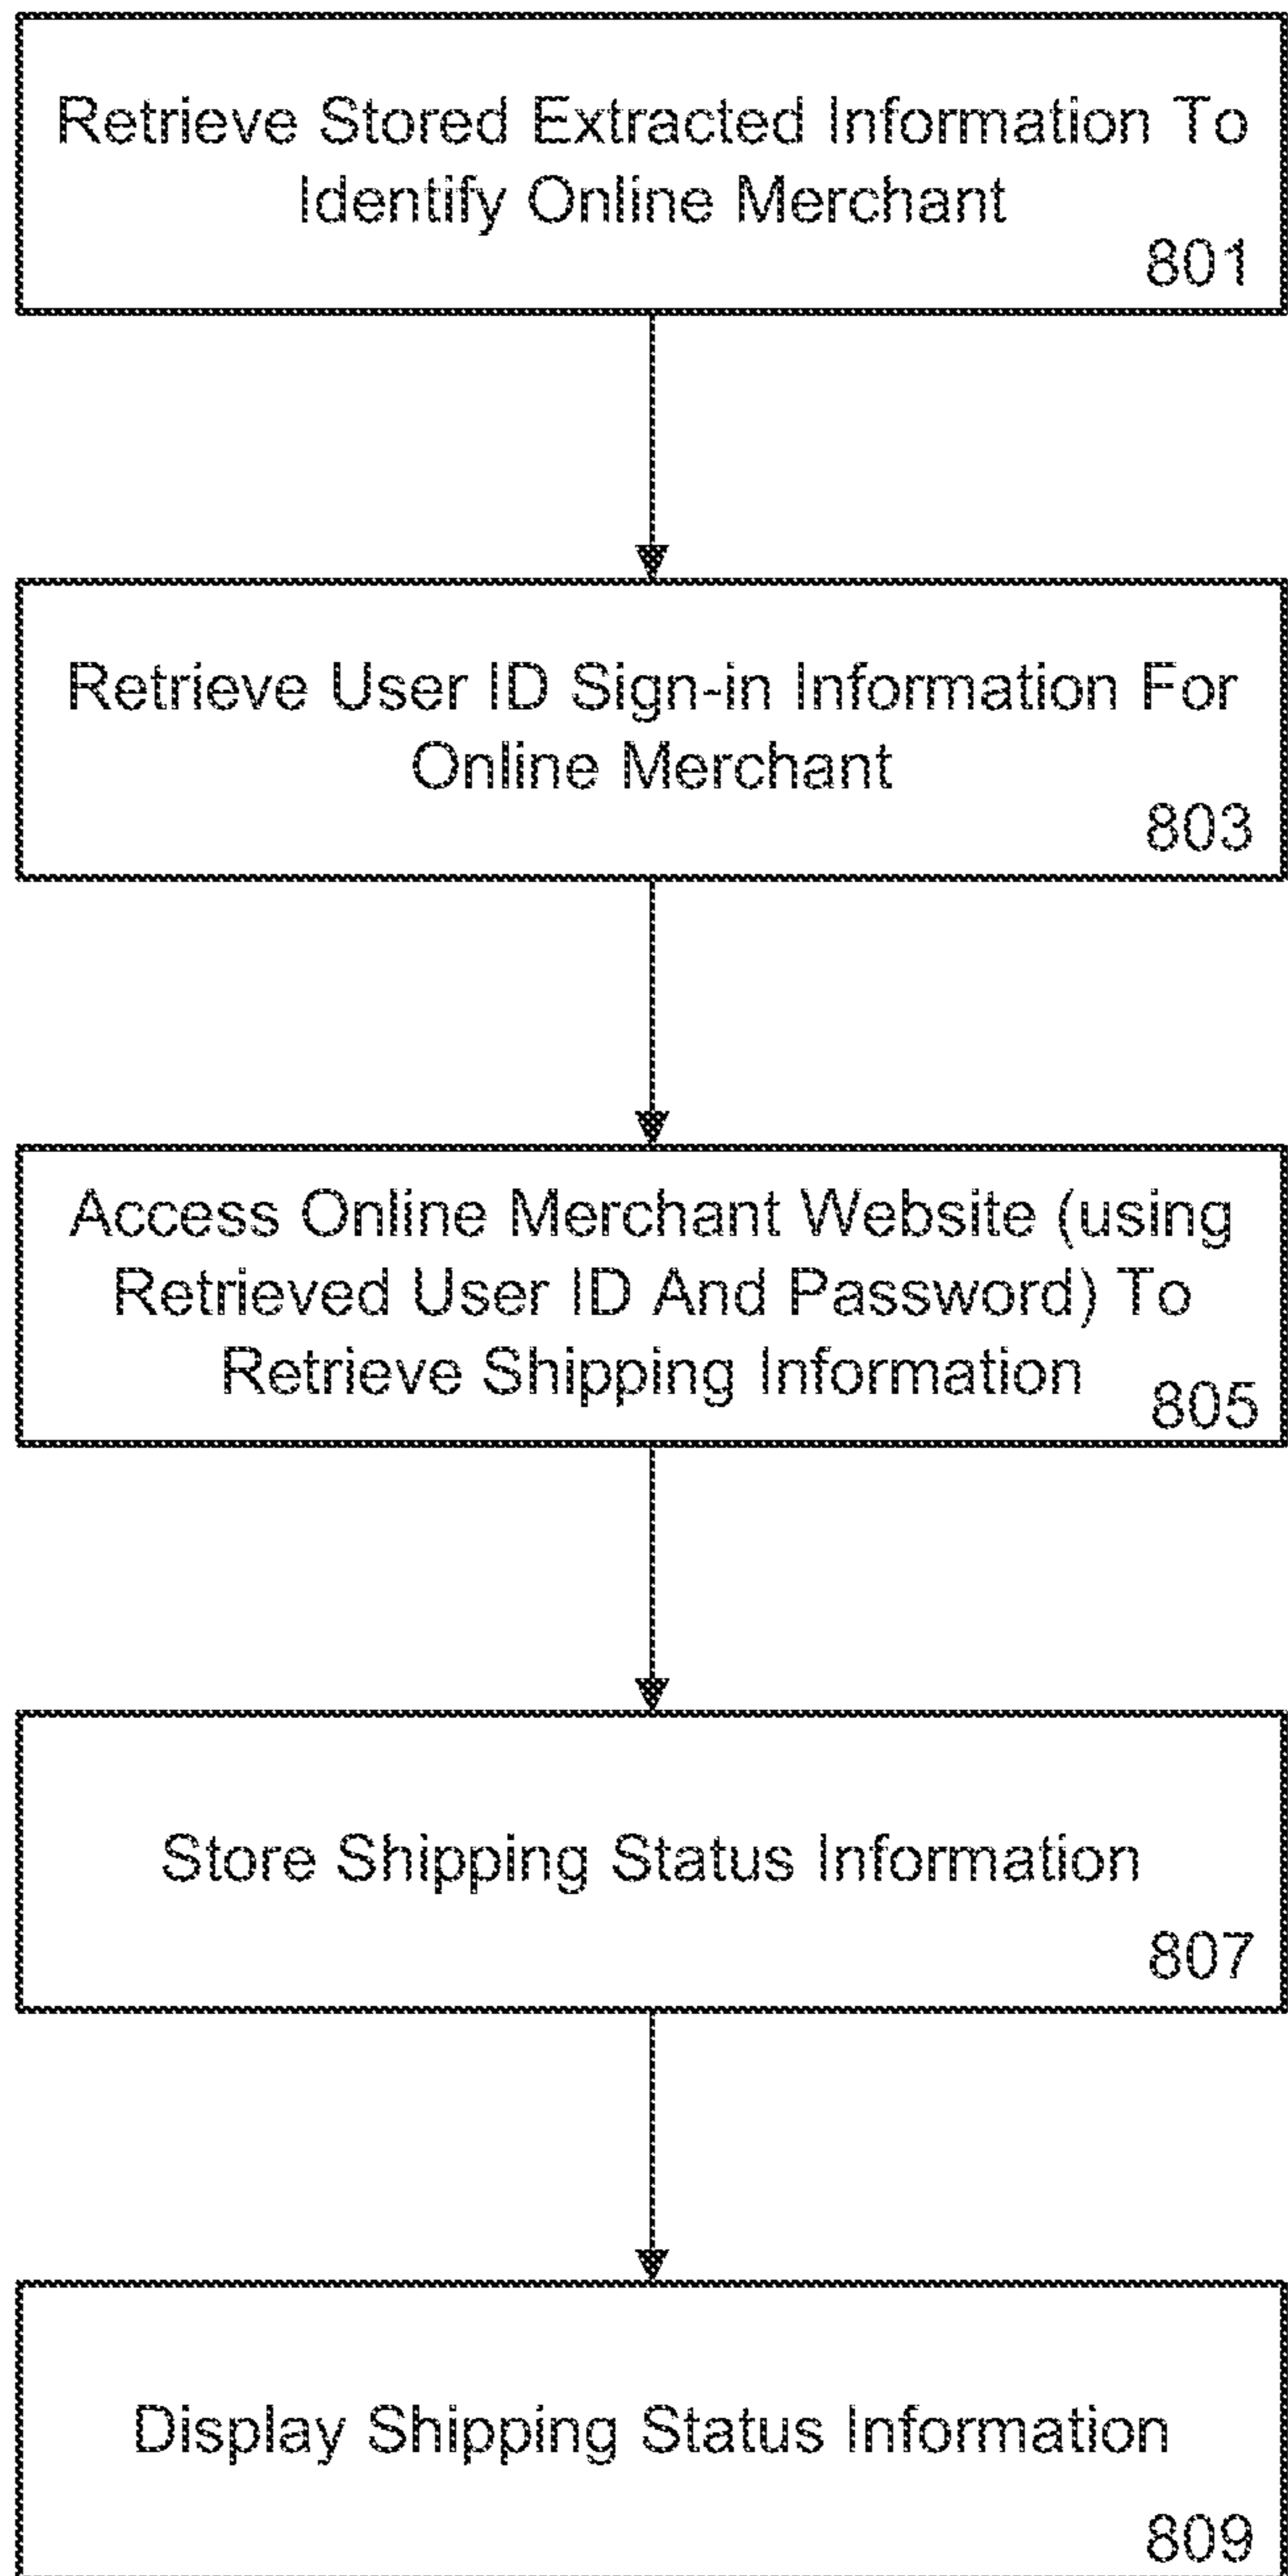 Retrieve Stored Extracted Information To
Identify Online Merchant
801
Retrieve User ID Sign-in Information For
Online Merchant
803
Access Online Merchant Website (using
Retrieved User ID And Password) To
Retrieve Shipping Information
805
Store Shipping Status Information
807
Display Shipping Status Information
809